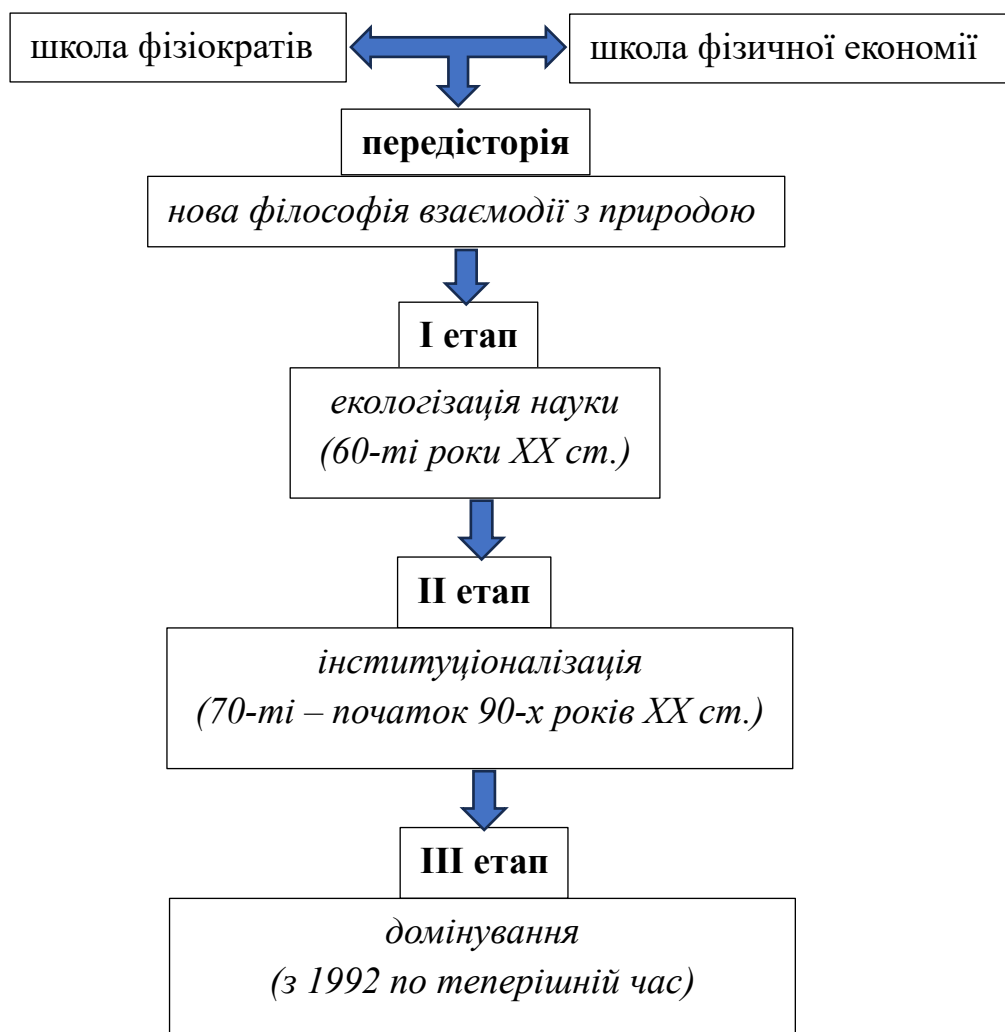 школа фізіократів
школа фізичної економії
передісторія
нова філософія взаємодії з природою
І етап
екологізація науки
(60-ті роки ХХ ст.)
ІІ етап
інституціоналізація
(70-ті – початок 90-х років ХХ ст.)
ІІІ етап
домінування
(з 1992 по теперішній час)